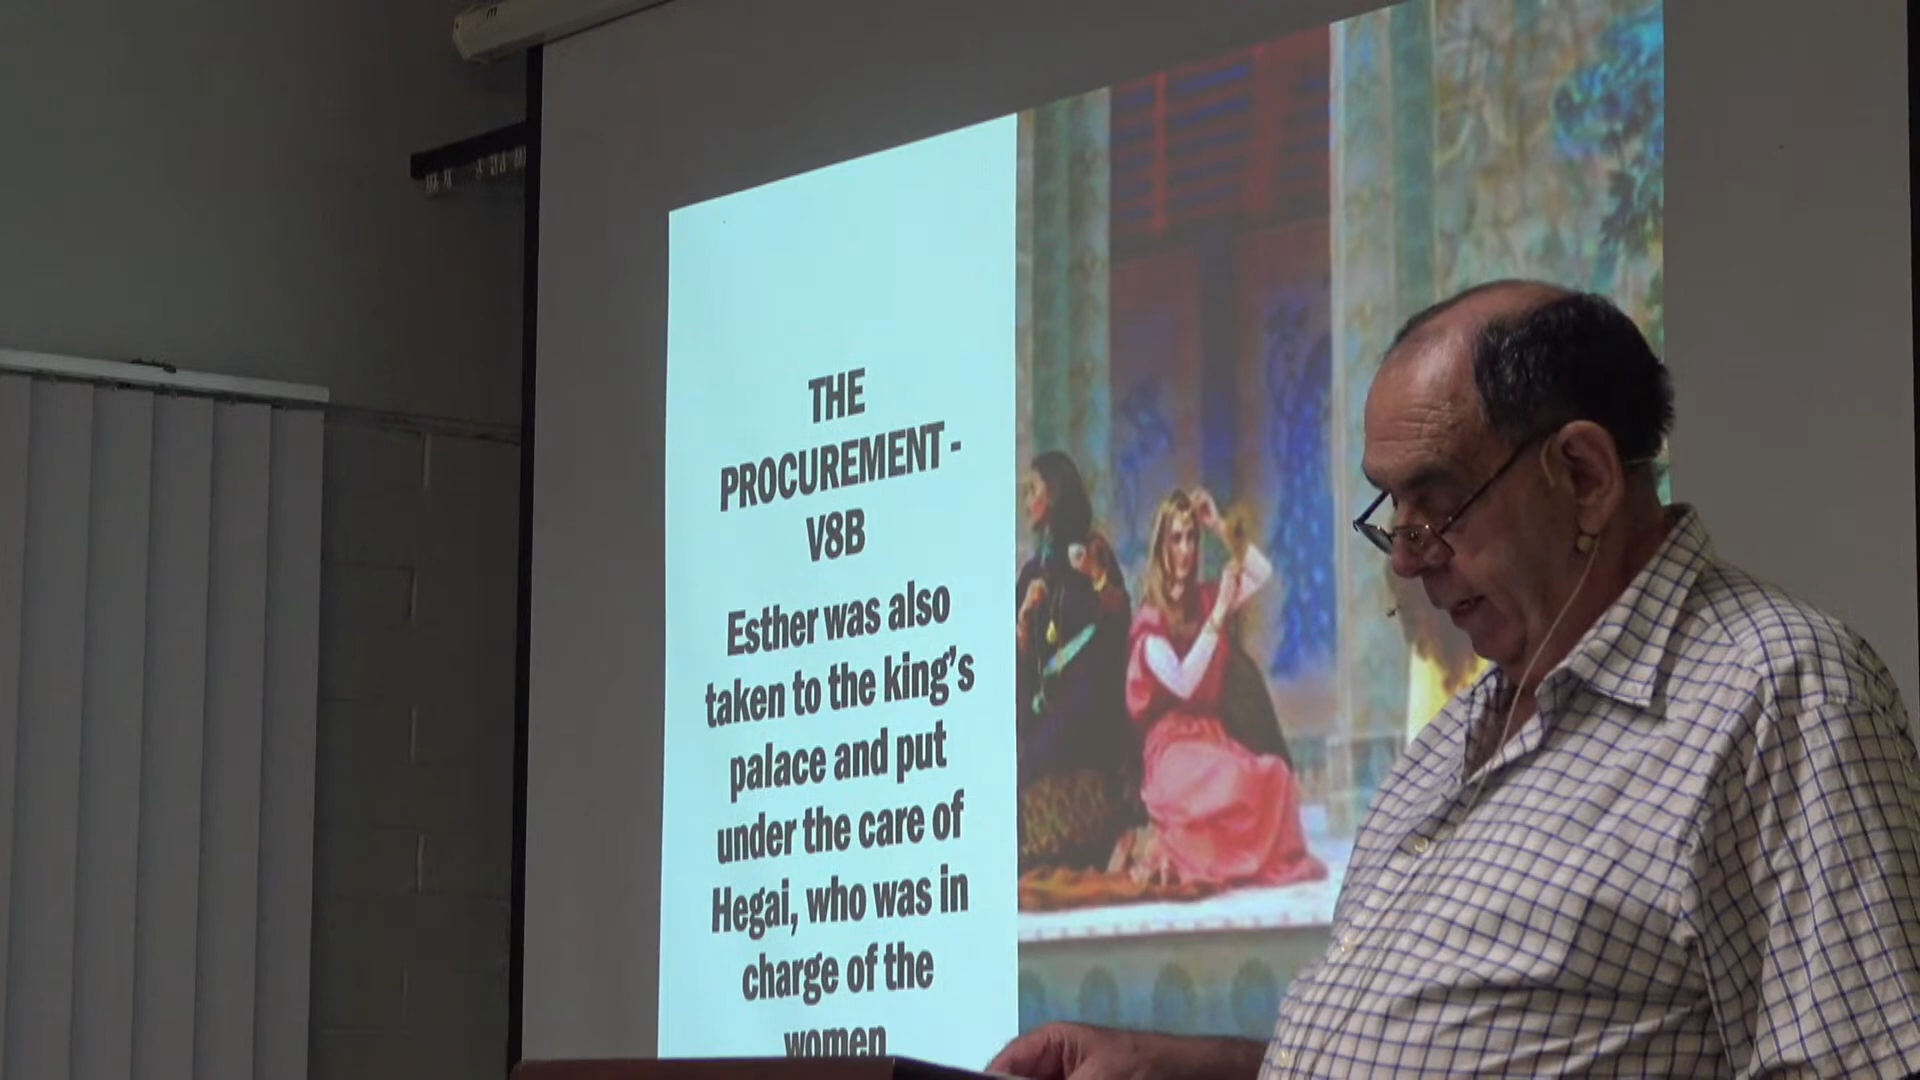 THE
PROCUREMENT -
V8B
Esther was also
taken to the king's
palace and put
under the care of
Hegai, who was in
charge of the
women